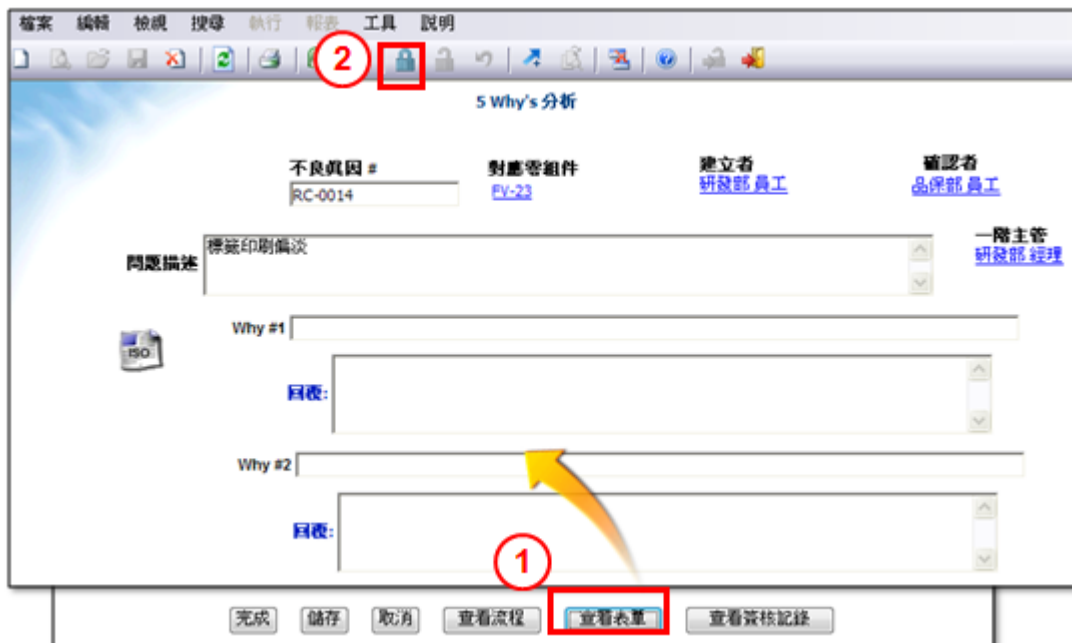 檔案 編輯 檢視 搜尋 執行 報表 工具 說明
2
5 Why's 分析
不良真因 # 對應零組件 建立者 確認者
RC-0014 FV-23 研發部 員工 品保部 員工
一階主管
問題描述 標籤印刷偏淡 研發部 經理
Why #1
ISO
回覆:
Why #2
回覆:
1
完成 儲存 取消 查看流程 查看表單 查看簽核記錄